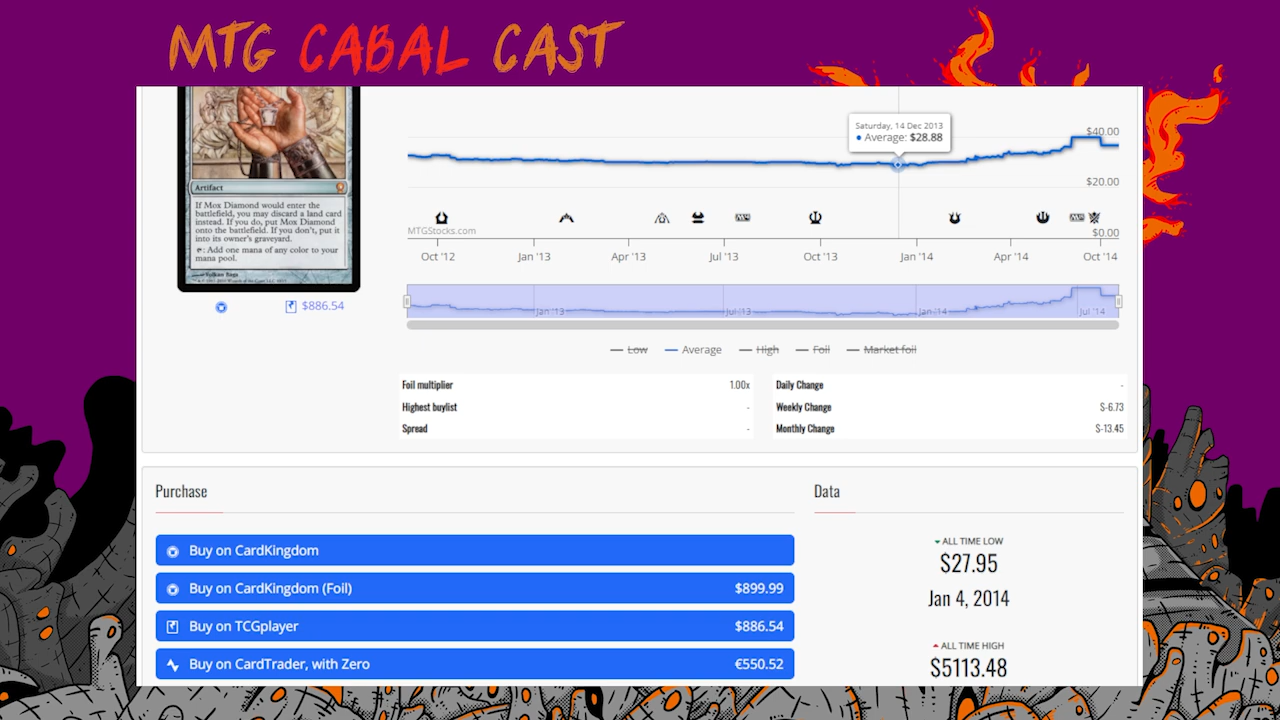 MTG CABAL CAST
Saturday, 14 Dec 2013
Average: $28.88
$40.00
$20.00
$0.00
MTGStocks.com
Oct '12
Jan '13
Apr '13
Jul '13
Oct '13
Jan '14
Apr '14
Oct '14
Jan '13
Jul '13
Jan '14
Jul '14
Artifact
If Mox Diamond would enter the
battlefield, you may discard a land card
instead. If you do, put Mox Diamond
onto the battlefield. If you don't, put it
into its owner's graveyard.
: Add one mana of any color to your
mana pool.
$886.54
Low
Average
High
Foil
Market foil
Foil multiplier
1.00x
Highest buylist
-
Spread
-
Daily Change
-
Weekly Change
$-6.73
Monthly Change
$-13.45
Purchase
Buy on CardKingdom
Buy on CardKingdom (Foil)
$899.99
Buy on TCGplayer
$886.54
Buy on CardTrader, with Zero
€550.52
Data
ALL TIME LOW
$27.95
Jan 4, 2014
ALL TIME HIGH
$5113.48